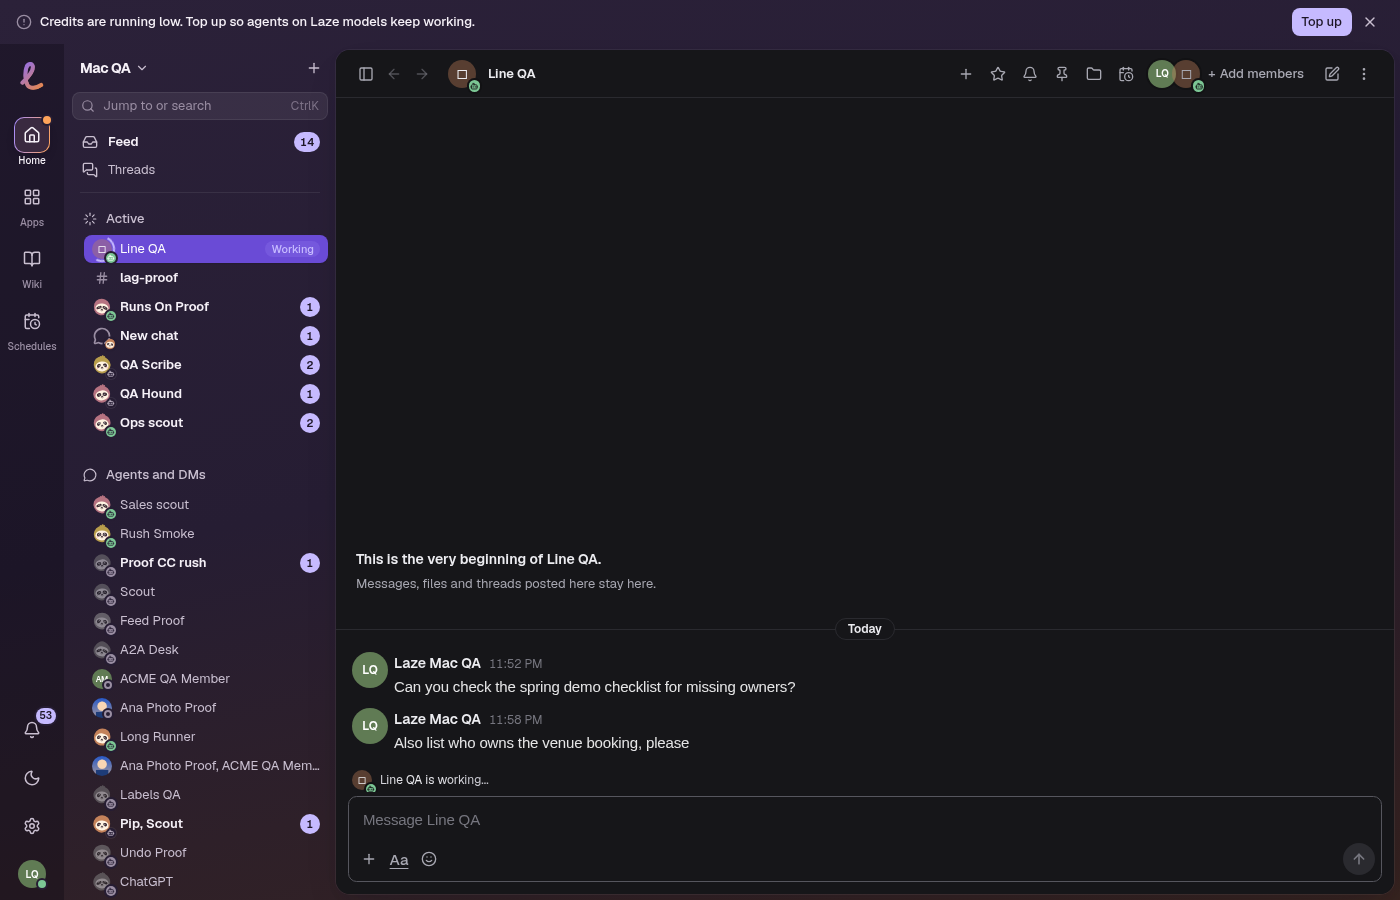 Credits are running low. Top up so agents on Laze models keep working.
Top up
Mac QA
Jump to or search
CtrlK
Feed
14
Threads
Home
Apps
Wiki
Schedules
53
LQ
Active
Line QA
Working
lag-proof
Runs On Proof
1
New chat
1
QA Scribe
2
QA Hound
1
Ops scout
2
Agents and DMs
Sales scout
Rush Smoke
Proof CC rush
1
Scout
Feed Proof
A2A Desk
AM
ACME QA Member
Ana Photo Proof
Long Runner
Ana Photo Proof, ACME QA Mem...
Labels QA
Pip, Scout
1
Undo Proof
ChatGPT
Line QA
LQ
+ Add members
This is the very beginning of Line QA.
Messages, files and threads posted here stay here.
Today
LQ
Laze Mac QA 11:52 PM
Can you check the spring demo checklist for missing owners?
LQ
Laze Mac QA 11:58 PM
Also list who owns the venue booking, please
Line QA is working...
Message Line QA
Aa